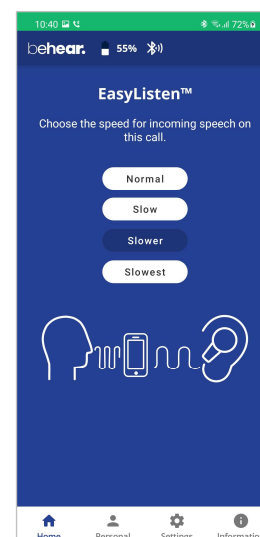 10:40 72%
behear. 55%
EasyListen™
Choose the speed for incoming speech on
this call.
Normal
Slow
Slower
Slowest
Home Personal Settings Informatio